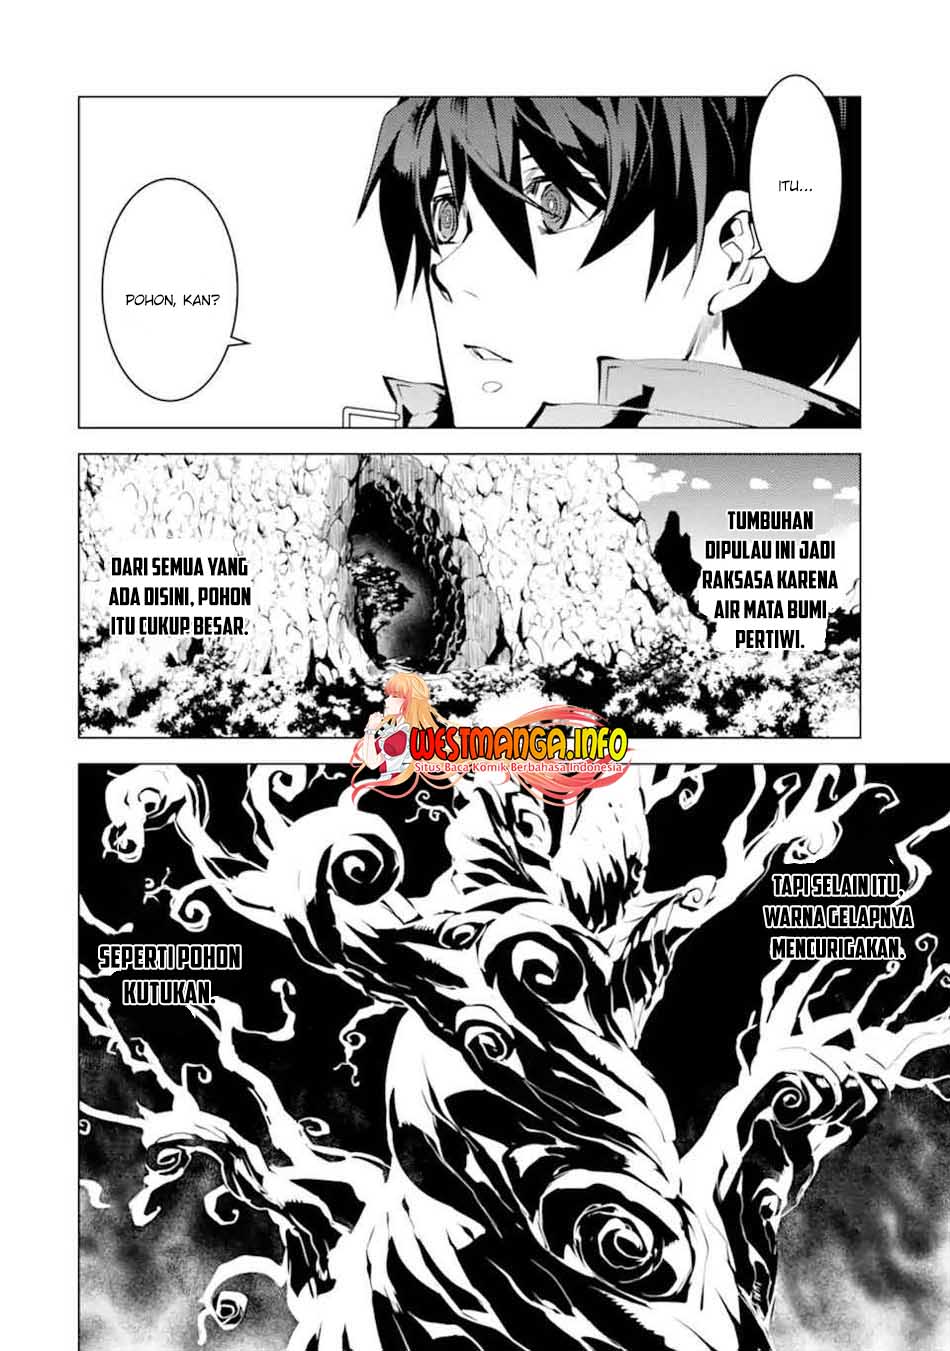 ITU...
POHON, KAN?
TUMBUHAN
DIPULAU INI JADI
RAKSASA KARENA
AIR MATA BUMI
PERTIWI.
DARI SEMUA YANG
ADA DISINI, POHON
ITU CUKUP BESAR.
WESTMANGA.INFO
Situs Baca Komik Berbahasa Indonesia
TAPI SELAIN ITU,
WARNA GELAPNYA
MENCURIGAKAN.
SEPERTI POHON
KUTUKAN.